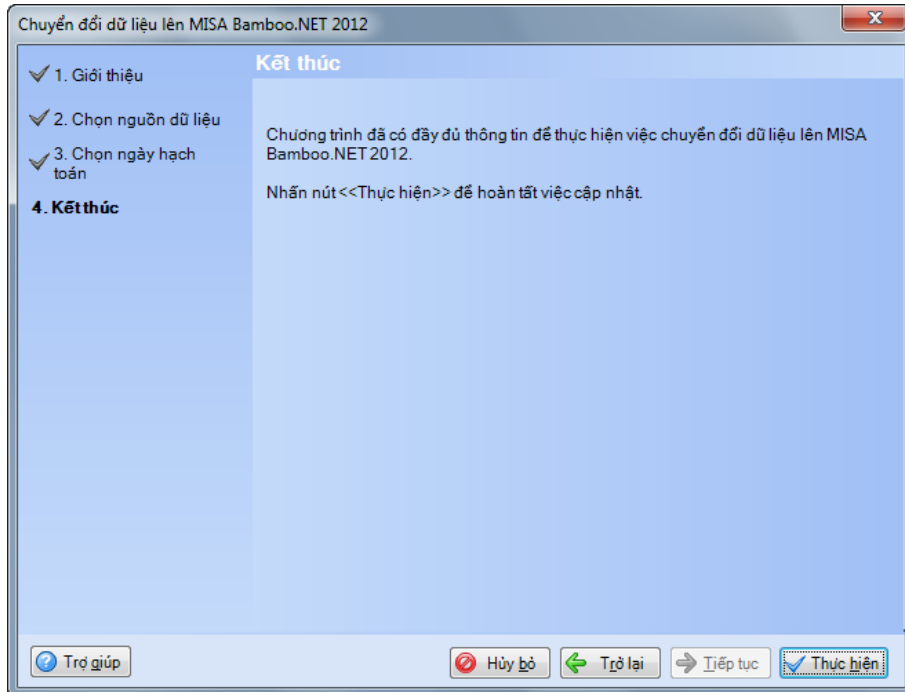 Chuyển đổi dữ liệu lên MISA Bamboo.NET 2012
1. Giới thiệu
2. Chọn nguồn dữ liệu
3. Chọn ngày hạch
toán
4. Kết thúc
Kết thúc
Chương trình đã có đầy đủ thông tin để thực hiện việc chuyển đổi dữ liệu lên MISA
Bamboo.NET 2012.
Nhấn nút <<Thực hiện>> để hoàn tất việc cập nhật.
Trợ giúp
Hủy bỏ
Trở lại
Tiếp tục
Thực hiện